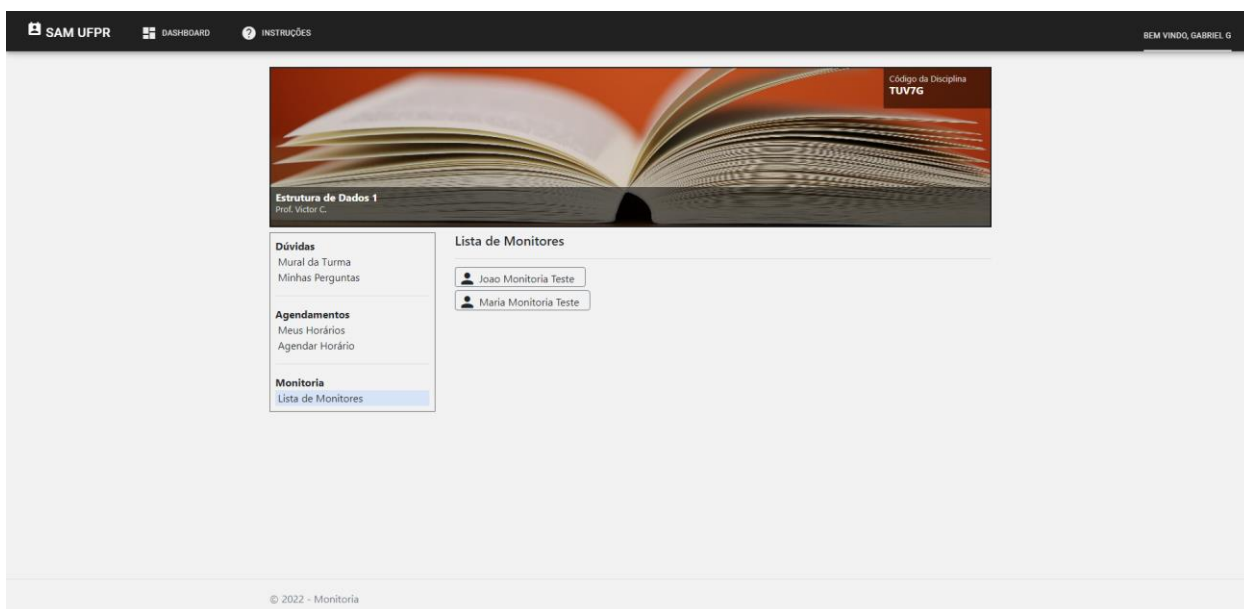 SAM UFPR
DASHBOARD
INSTRUÇÕES
BEM VINDO, GABRIEL G
Código da Disciplina
TUV7G
Estrutura de Dados 1
Prof. Victor C.
Dúvidas
Mural da Turma
Minhas Perguntas
Agendamentos
Meus Horários
Agendar Horário
Monitoria
Lista de Monitores
Lista de Monitores
Joao Monitoria Teste
Maria Monitoria Teste
© 2022 - Monitoria